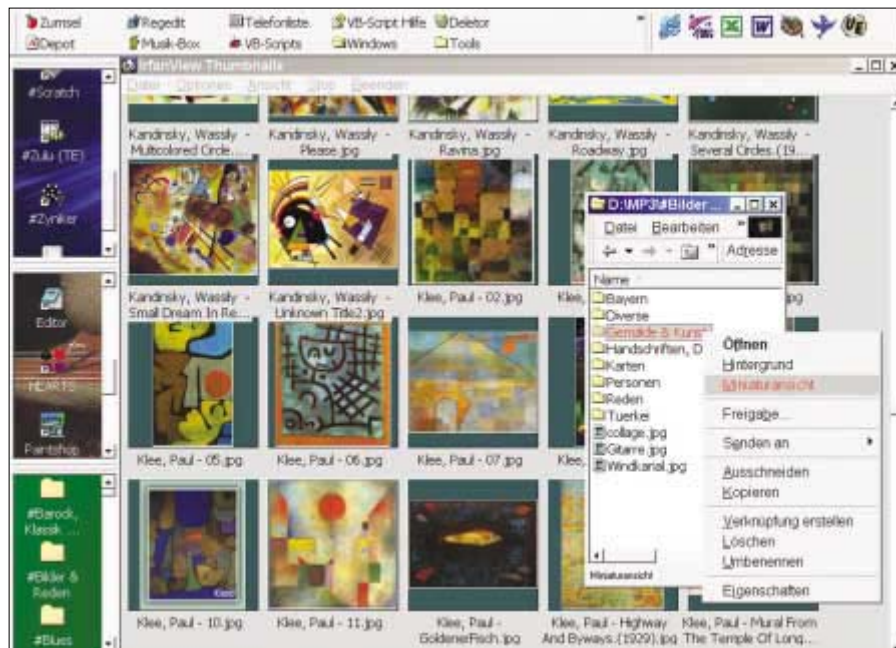 Zumsel Regedit Telefonliste VB-Script Hilfe Deletor
Depot Musik-Box VB-Scripts Windows Tools
IrfanView Thumbnails
Datei Optionen Ansicht Stop Beenden
#Scratch
#Zulu (TE)
#Zynker
Editor
HEARTS
Paintshop
#Barock,
Klassik ...
#Bilder &
Reden
#Blues
Kandinsky, Wassily -
Multicolored Circle....
Kandinsky, Wassily -
Please.jpg
Kandinsky, Wassily -
Ravina.jpg
Kandinsky, Wassily -
Roadway.jpg
Kandinsky, Wassily -
Several Circles.(19...
Kandinsky, Wassily -
Small Dream In Re...
Kandinsky, Wassily -
Unknown Title2.jpg
Klee, Paul - 02.jpg
Klee,
pg
Klee, Paul - 05.jpg
Klee, Paul - 06.jpg
Klee, Paul - 07.jpg
Klee,
Klee, Paul - 10.jpg
Klee, Paul - 11.jpg
Klee, Paul -
GoldenerFisch.jpg
Klee, Paul - Highway
And Byways.(1929).jpg
Klee, Paul - Mural From
The Temple Of Long...
D:\MP3\#Bilder ...
Datei Bearbeiten »
Adresse
Name
Bayern
Diverse
Gemälde & Kunst
Handschriften, D
Karten
Personen
Reden
Tuerkei
collage.jpg
Gitarre.jpg
Windkanal.jpg
Miniaturansicht
Öffnen
Hintergrund
Miniaturansicht
Freigabe...
Senden an
Ausschneiden
Kopieren
Verknüpfung erstellen
Löschen
Umbenennen
Eigenschaften